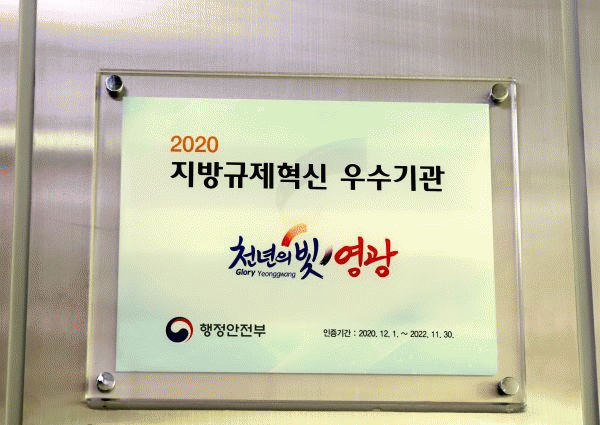 2020
지방규제혁신 우수기관
천년의 빛 영광
Glory Yeonggwang
행정안전부
인증기간 : 2020. 12. 1. ~ 2022. 11. 30.